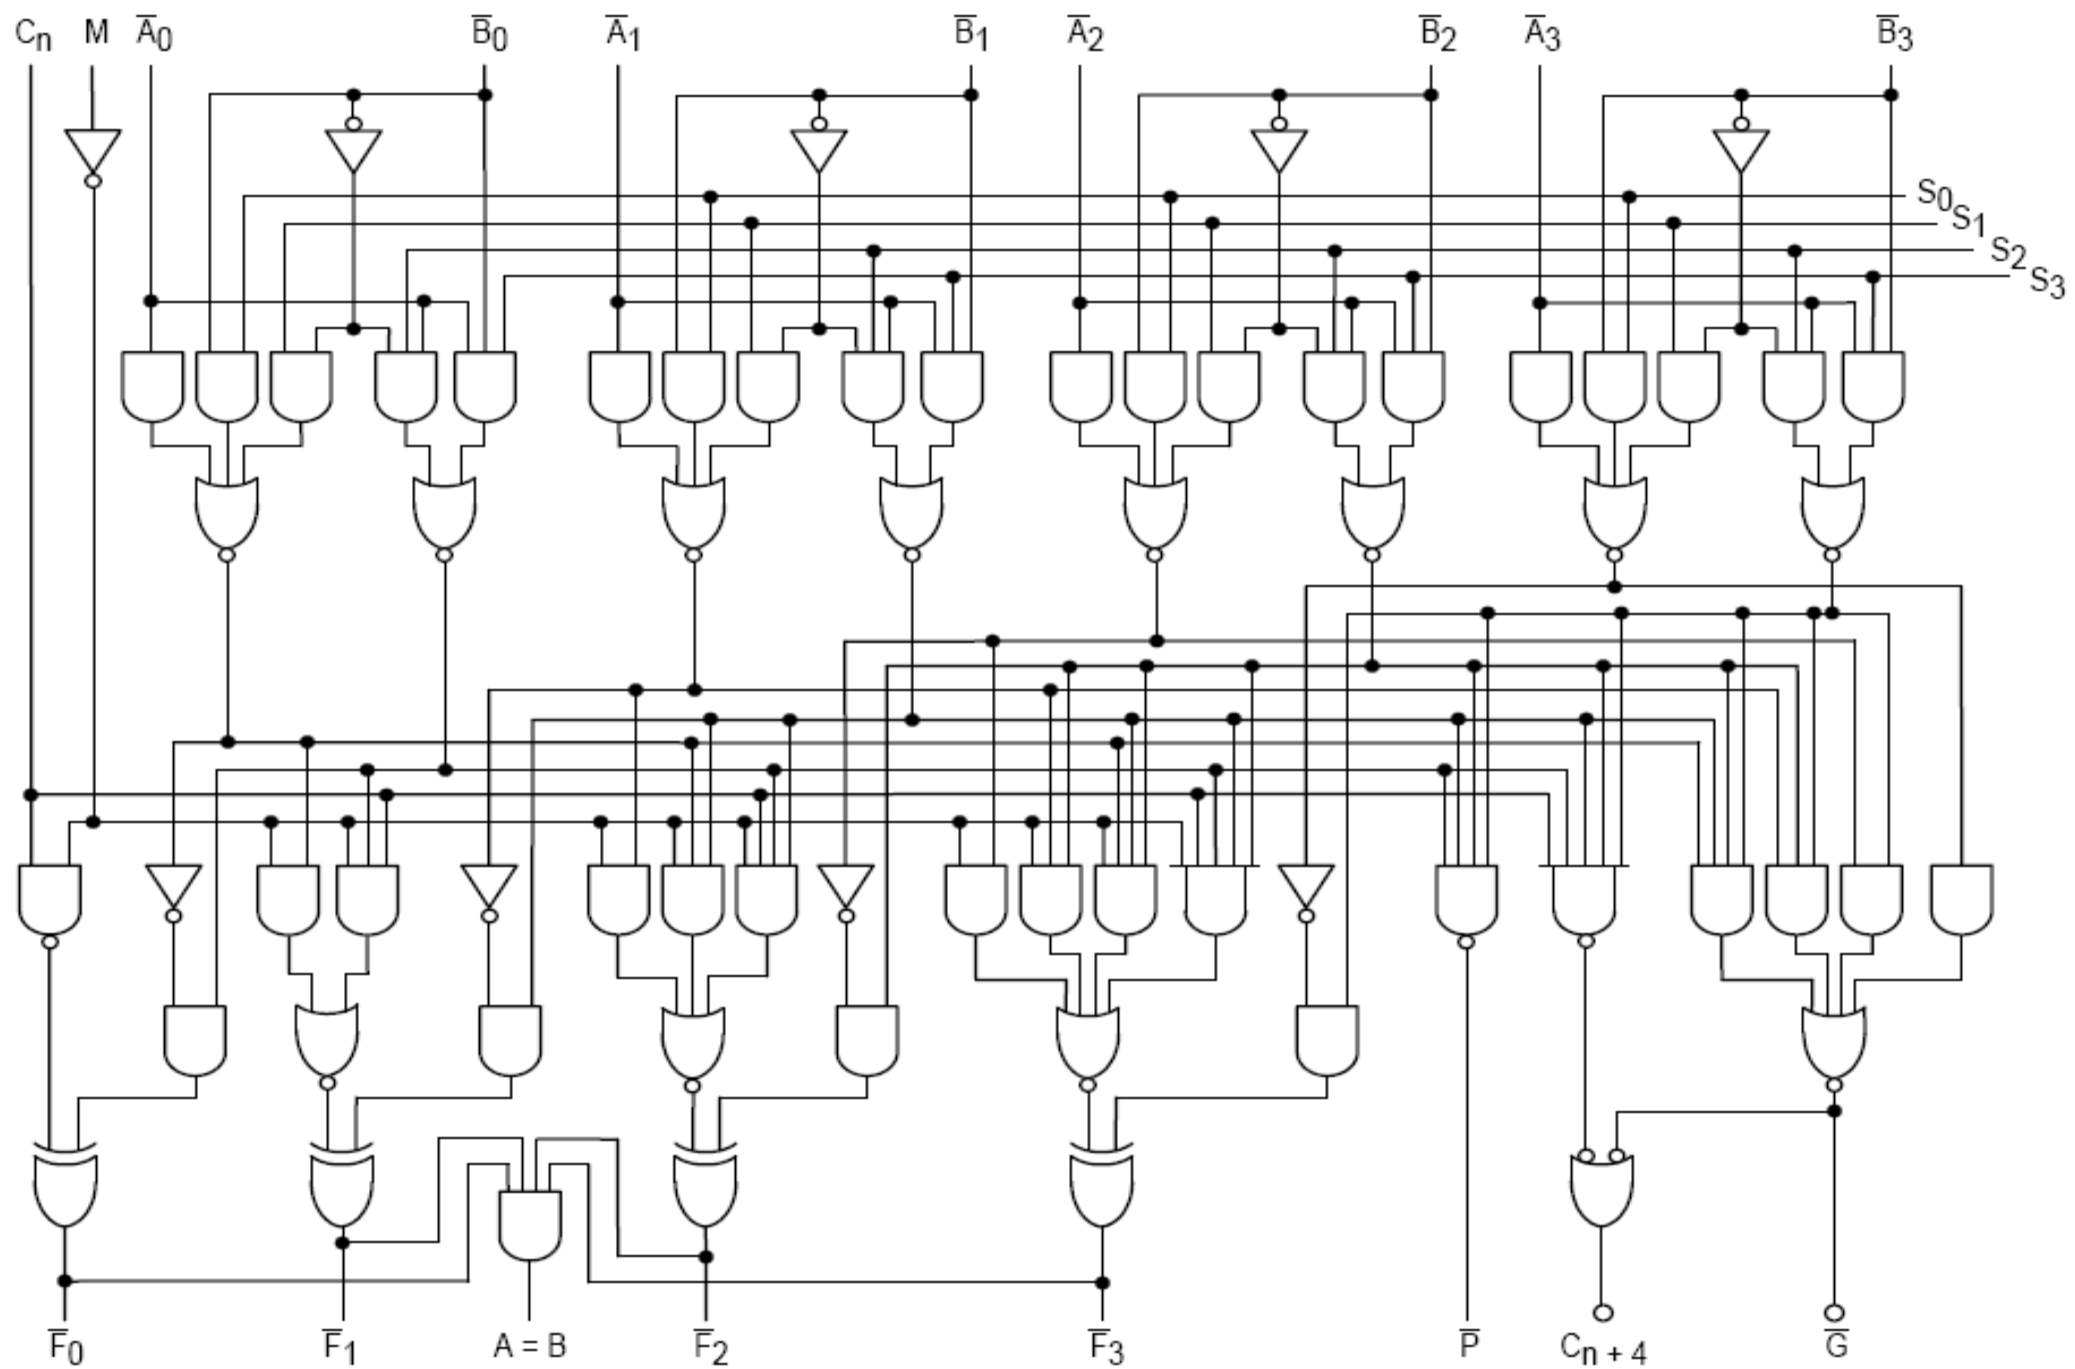 Cn M A̅0 B̅0 A̅1 B̅1 A̅2 B̅2 A̅3 B̅3
S0
S1
S2
S3
F̅0 F̅1 A = B F̅2 F̅3 P̅ Cn + 4 G̅